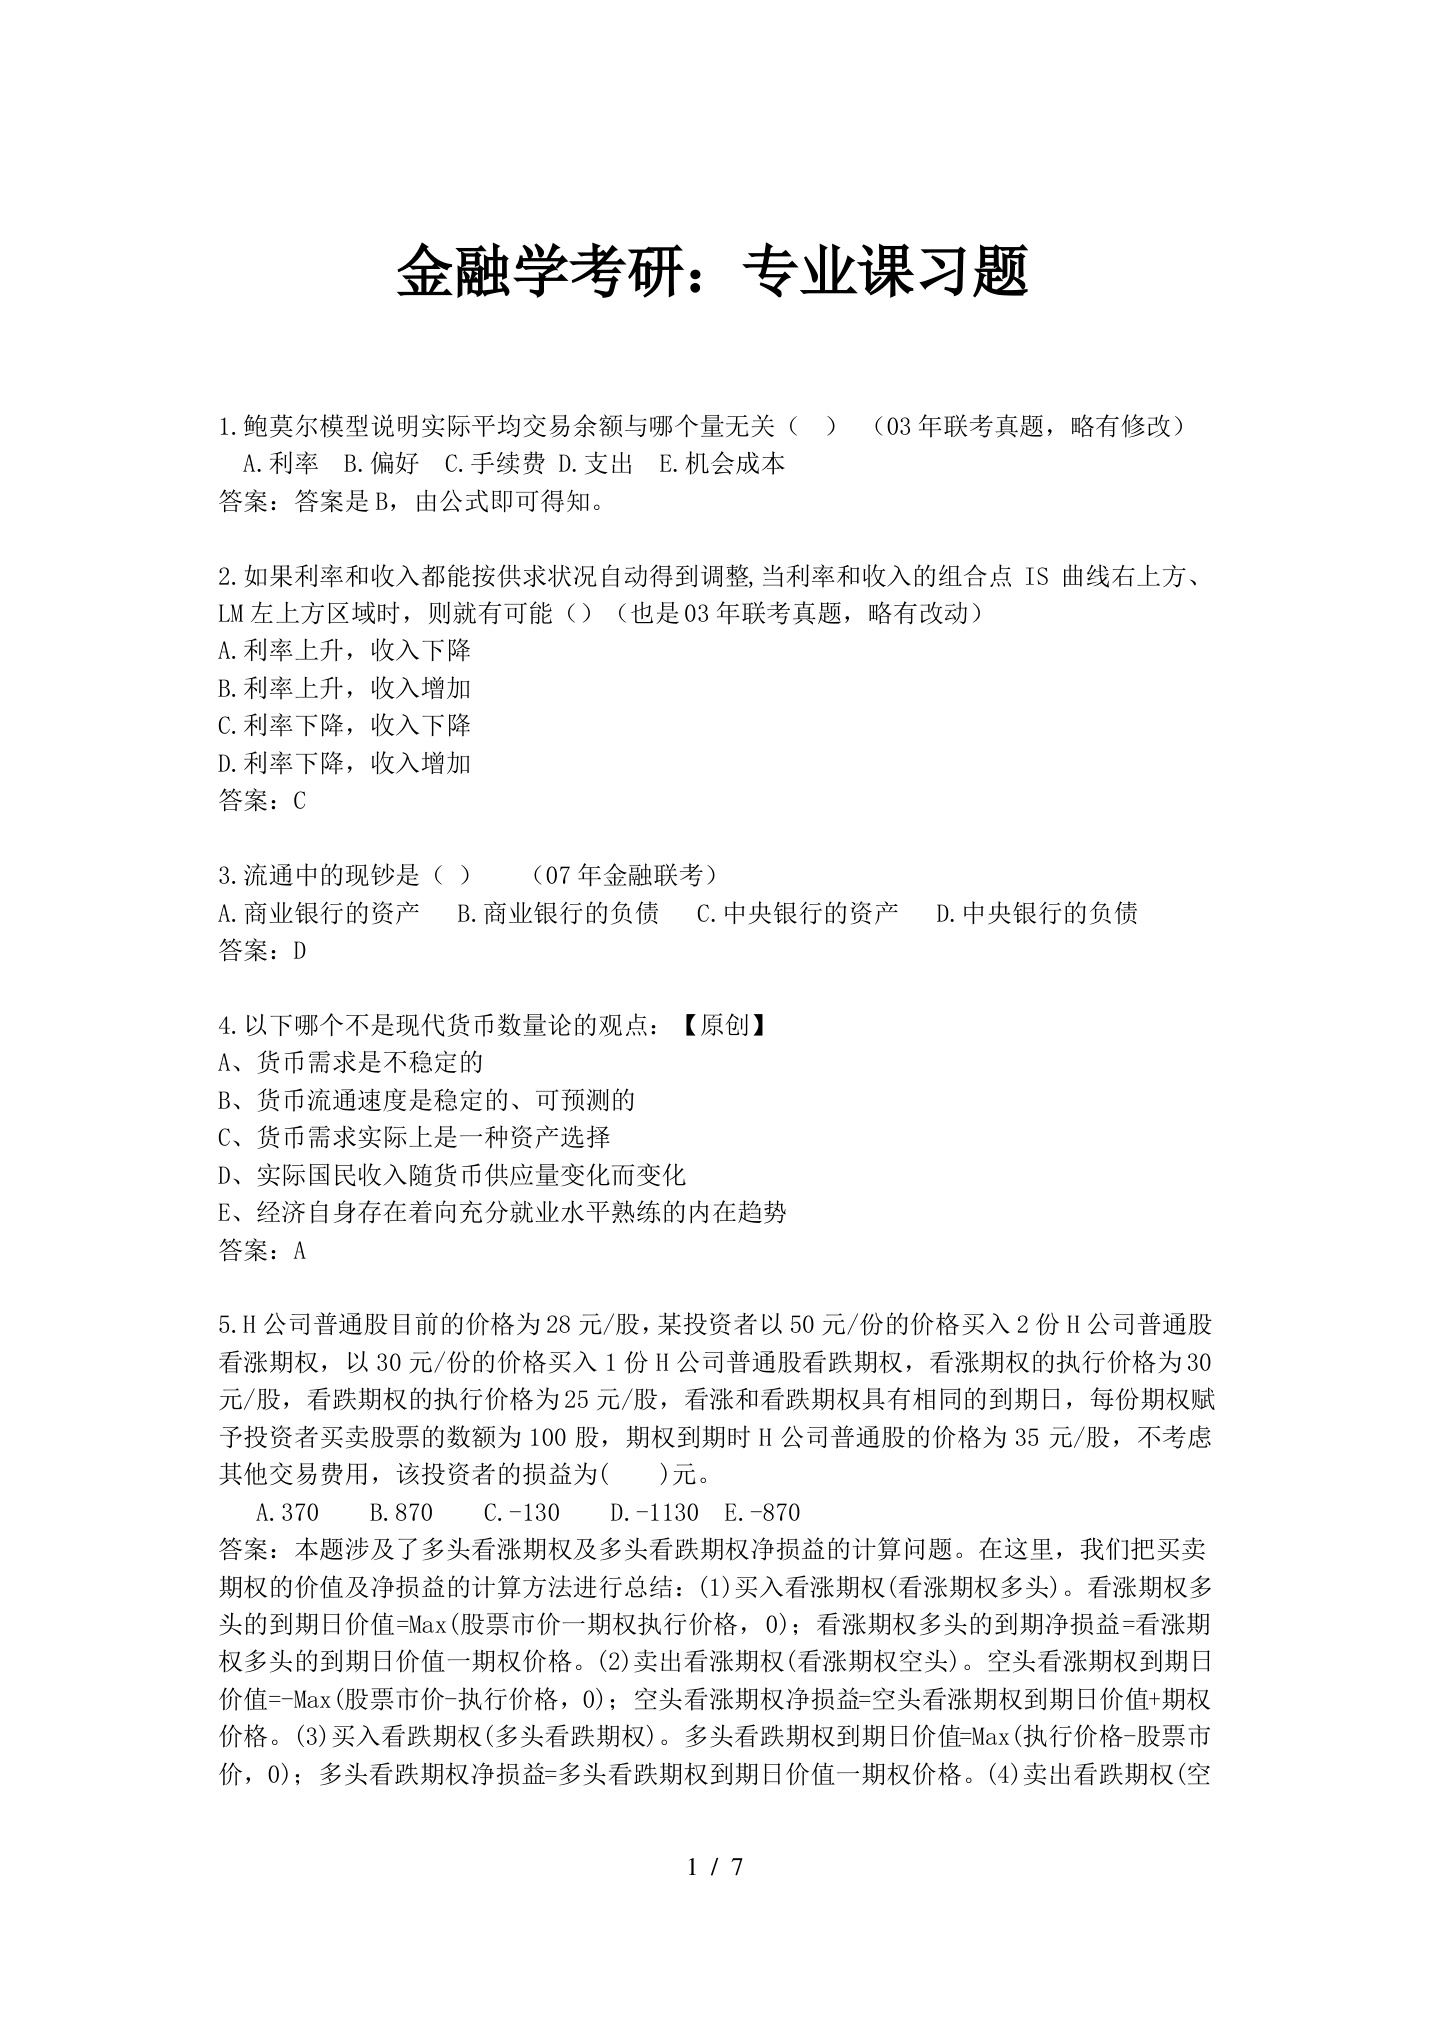 金融学考研：专业课习题
1.鲍莫尔模型说明实际平均交易余额与哪个量无关（ ） （03 年联考真题，略有修改）
A.利率 B.偏好 C.手续费 D.支出 E.机会成本
答案：答案是 B，由公式即可得知。
2.如果利率和收入都能按供求状况自动得到调整,当利率和收入的组合点 IS 曲线右上方、
LM 左上方区域时，则就有可能（）（也是 03 年联考真题，略有改动）
A.利率上升，收入下降
B.利率上升，收入增加
C.利率下降，收入下降
D.利率下降，收入增加
答案：C
3.流通中的现钞是（ ） （07 年金融联考）
A.商业银行的资产 B.商业银行的负债 C.中央银行的资产 D.中央银行的负债
答案：D
4.以下哪个不是现代货币数量论的观点：【原创】
A、货币需求是不稳定的
B、货币流通速度是稳定的、可预测的
C、货币需求实际上是一种资产选择
D、实际国民收入随货币供应量变化而变化
E、经济自身存在着向充分就业水平熟练的内在趋势
答案：A
5.H 公司普通股目前的价格为 28 元/股，某投资者以 50 元/份的价格买入 2 份 H 公司普通股
看涨期权，以 30 元/份的价格买入 1 份 H 公司普通股看跌期权，看涨期权的执行价格为 30
元/股，看跌期权的执行价格为 25 元/股，看涨和看跌期权具有相同的到期日，每份期权赋
予投资者买卖股票的数额为 100 股，期权到期时 H 公司普通股的价格为 35 元/股，不考虑
其他交易费用，该投资者的损益为( )元。
A.370 B.870 C.-130 D.-1130 E.-870
答案：本题涉及了多头看涨期权及多头看跌期权净损益的计算问题。在这里，我们把买卖
期权的价值及净损益的计算方法进行总结：(1)买入看涨期权(看涨期权多头)。看涨期权多
头的到期日价值=Max(股票市价一期权执行价格，0)；看涨期权多头的到期净损益=看涨期
权多头的到期日价值一期权价格。(2)卖出看涨期权(看涨期权空头)。空头看涨期权到期日
价值=-Max(股票市价-执行价格，0)；空头看涨期权净损益=空头看涨期权到期日价值+期权
价格。(3)买入看跌期权(多头看跌期权)。多头看跌期权到期日价值=Max(执行价格-股票市
价，0)；多头看跌期权净损益=多头看跌期权到期日价值一期权价格。(4)卖出看跌期权(空
1 / 7